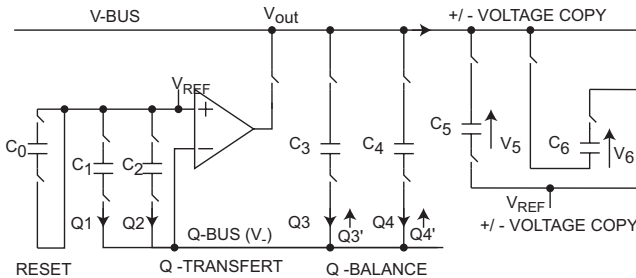 V-BUS
Vout
+/ - VOLTAGE COPY
VREF
+
−
C0
C1
C2
C3
C4
C5
V5
C6
V6
VREF
Q1
Q2
Q-BUS (V-)
Q3
Q3'
Q4
Q4'
+/ - VOLTAGE COPY
RESET
Q -TRANSFERT
Q -BALANCE